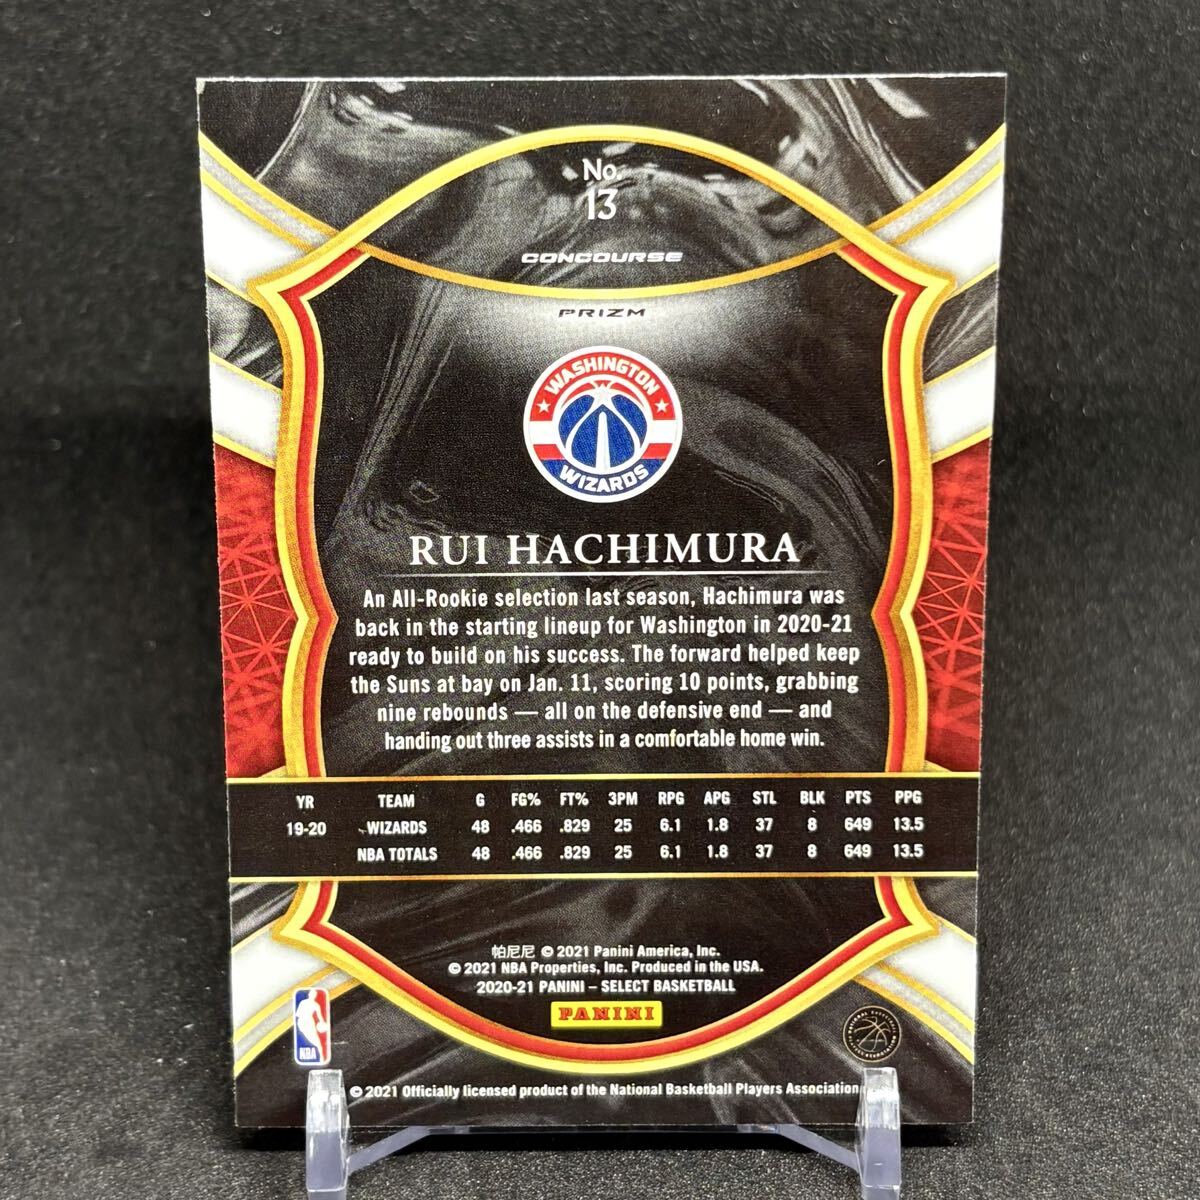 No.
13
CONCOURSE
PRIZM
WASHINGTON
WIZARDS
RUI HACHIMURA
An All-Rookie selection last season, Hachimura was
back in the starting lineup for Washington in 2020-21
ready to build on his success. The forward helped keep
the Suns at bay on Jan. 11, scoring 10 points, grabbing
nine rebounds — all on the defensive end — and
handing out three assists in a comfortable home win.
YR TEAM G FG% FT% 3PM RPG APG STL BLK PTS PPG
19-20 WIZARDS 48 .466 .829 25 6.1 1.8 37 8 649 13.5
NBA TOTALS 48 .466 .829 25 6.1 1.8 37 8 649 13.5
帕尼尼 © 2021 Panini America, Inc.
© 2021 NBA Properties, Inc. Produced in the USA.
2020-21 PANINI – SELECT BASKETBALL
PANINI
NBA
© 2021 Officially licensed product of the National Basketball Players Association